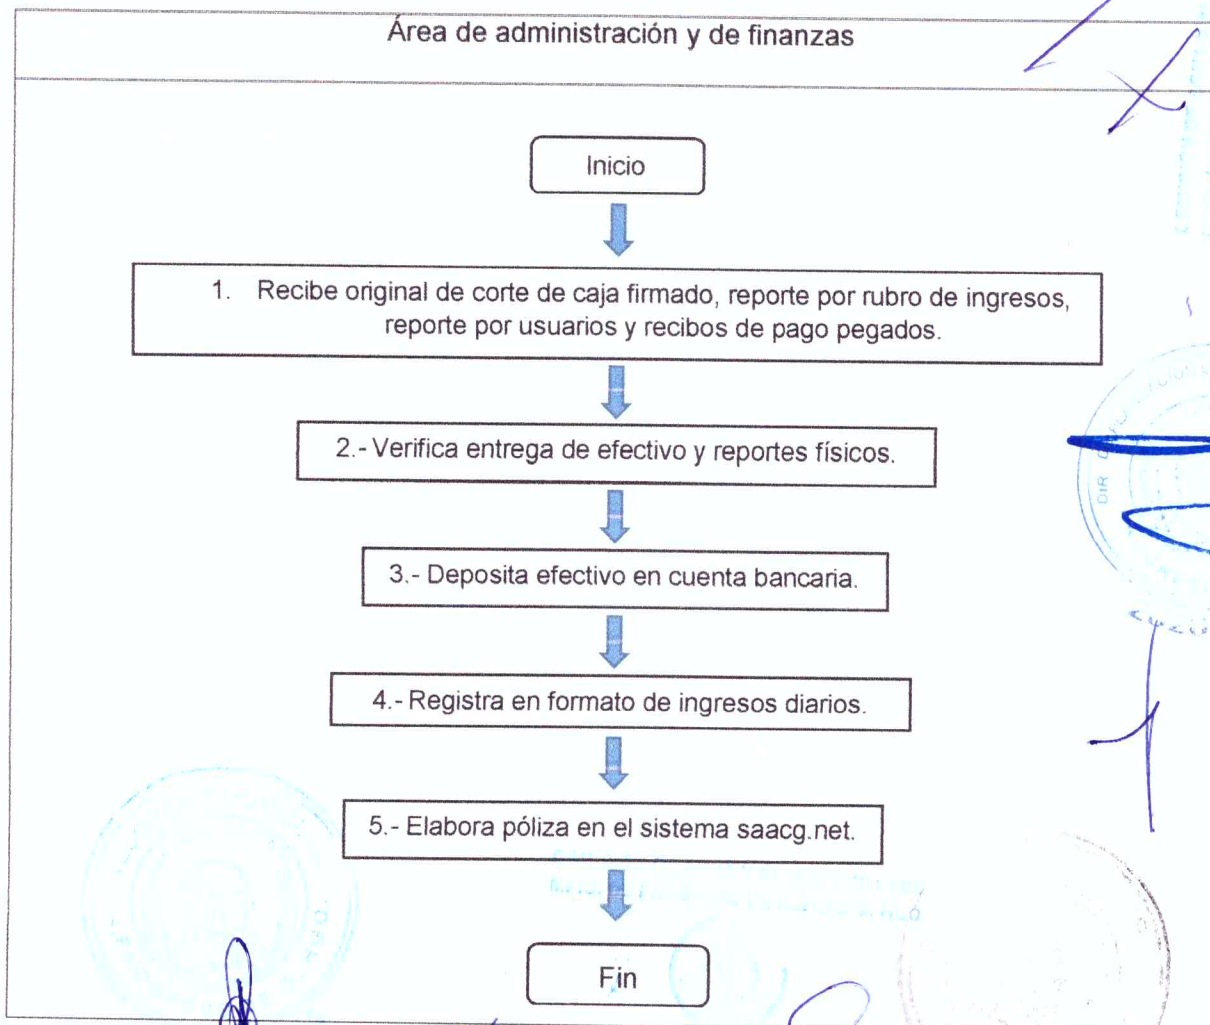 Área de administración y de finanzas
Inicio
1. Recibe original de corte de caja firmado, reporte por rubro de ingresos,
reporte por usuarios y recibos de pago pegados.
2.- Verifica entrega de efectivo y reportes físicos.
3.- Deposita efectivo en cuenta bancaria.
4.- Registra en formato de ingresos diarios.
5.- Elabora póliza en el sistema saacg.net.
Fin
DIR